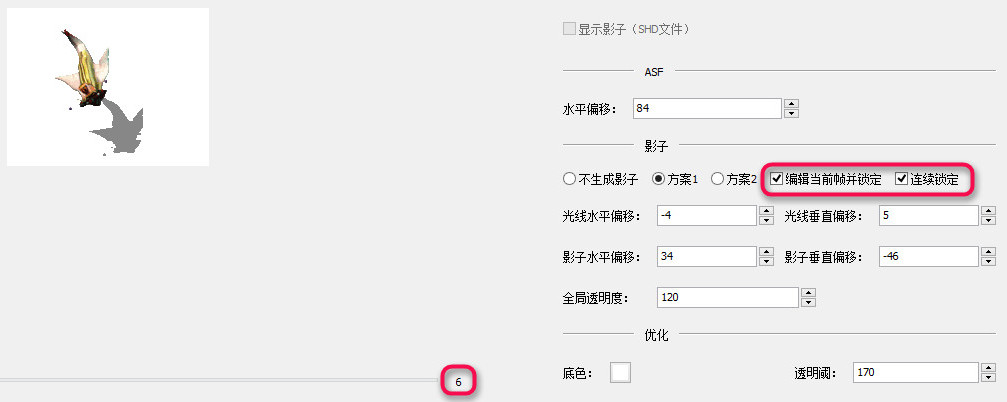 显示影子（SHD文件）
ASF
水平偏移： 84
影子
不生成影子 方案1 方案2 编辑当前帧并锁定 连续锁定
光线水平偏移： -4 光线垂直偏移： 5
影子水平偏移： 34 影子垂直偏移： -46
全局透明度： 120
优化
底色： 透明阈： 170
6